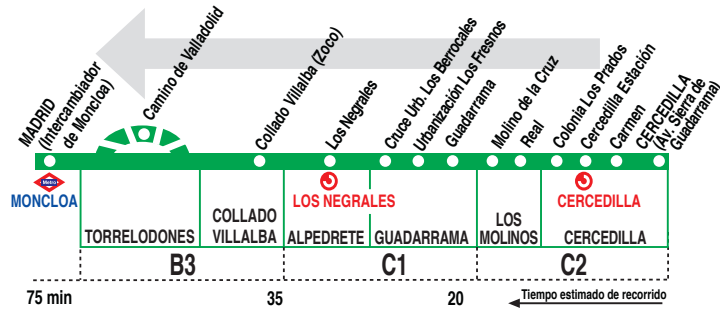 MADRID
(Intercambiador
de Moncloa)
Camino de Valladolid
Collado Villalba (Zoco)
Los Negrales
Cruce Urb. Los Berrocales
Urbanización Los Fresnos
Guadarrama
Molino de la Cruz
Real
Colonia Los Prados
Cercedilla Estación
Carmen
CERCEDILLA
(Av. Sierra de
Guadarrama)
Metro
MONCLOA
LOS NEGRALES
CERCEDILLA
TORRELODONES
COLLADO
VILLALBA
ALPEDRETE
GUADARRAMA
LOS
MOLINOS
CERCEDILLA
B3
C1
C2
75 min
35
20
Tiempo estimado de recorrido